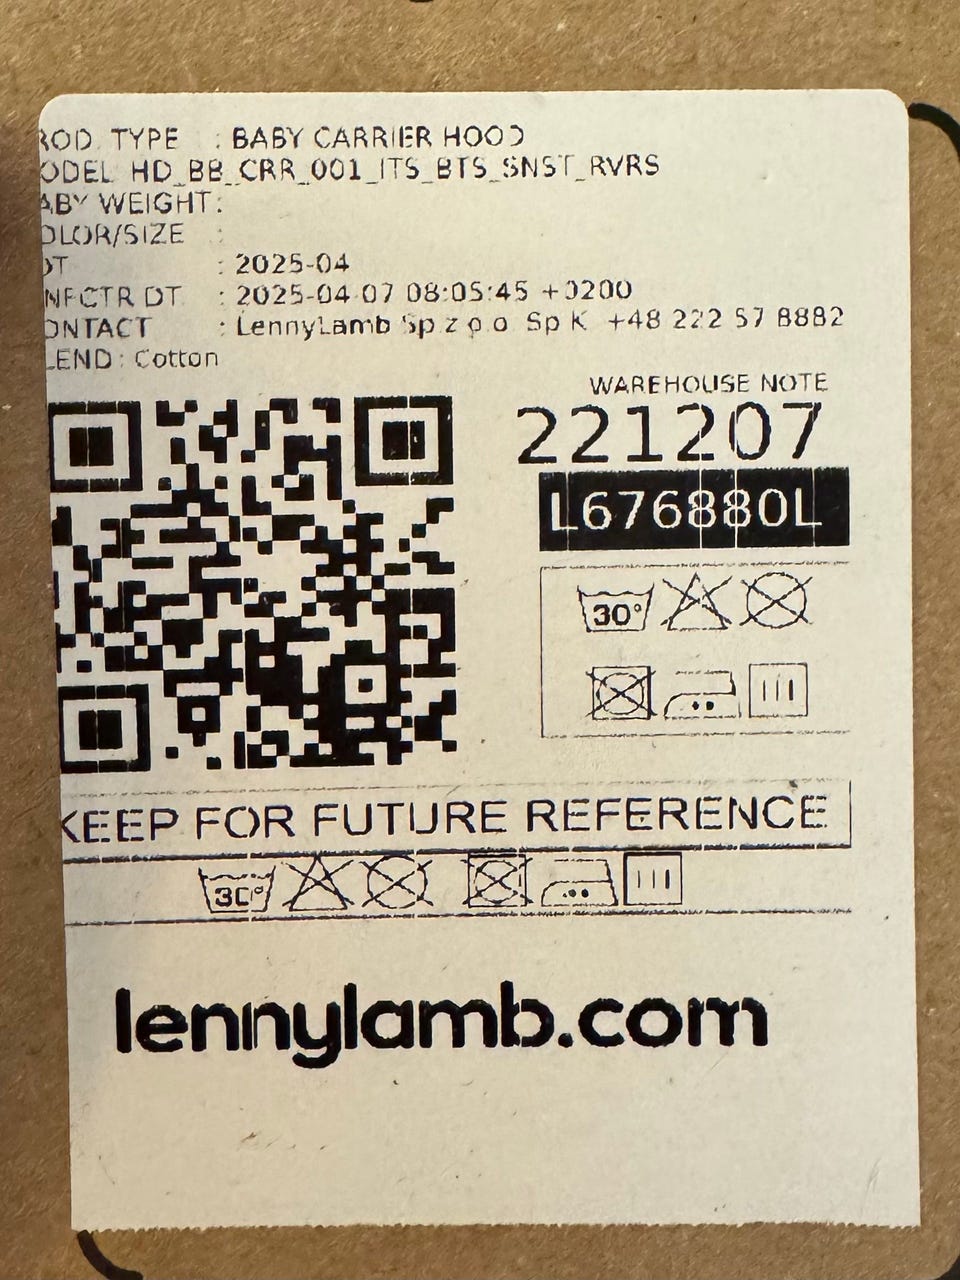 ROD. TYPE : BABY CARRIER HOOD
ODEL HD_BB_CRR_001_ITS_BTS_SNST_RVRS
ABY WEIGHT:
OLOR/SIZE :
OT : 2025-04
NFCTR DT : 2025-04-07 08:05:45 +0200
ONTACT : LennyLamb Sp z o o Sp K +48 222 57 8882
LEND : Cotton
WAREHOUSE NOTE
221207
L676880L
30°
KEEP FOR FUTURE REFERENCE
30°
lennylamb.com